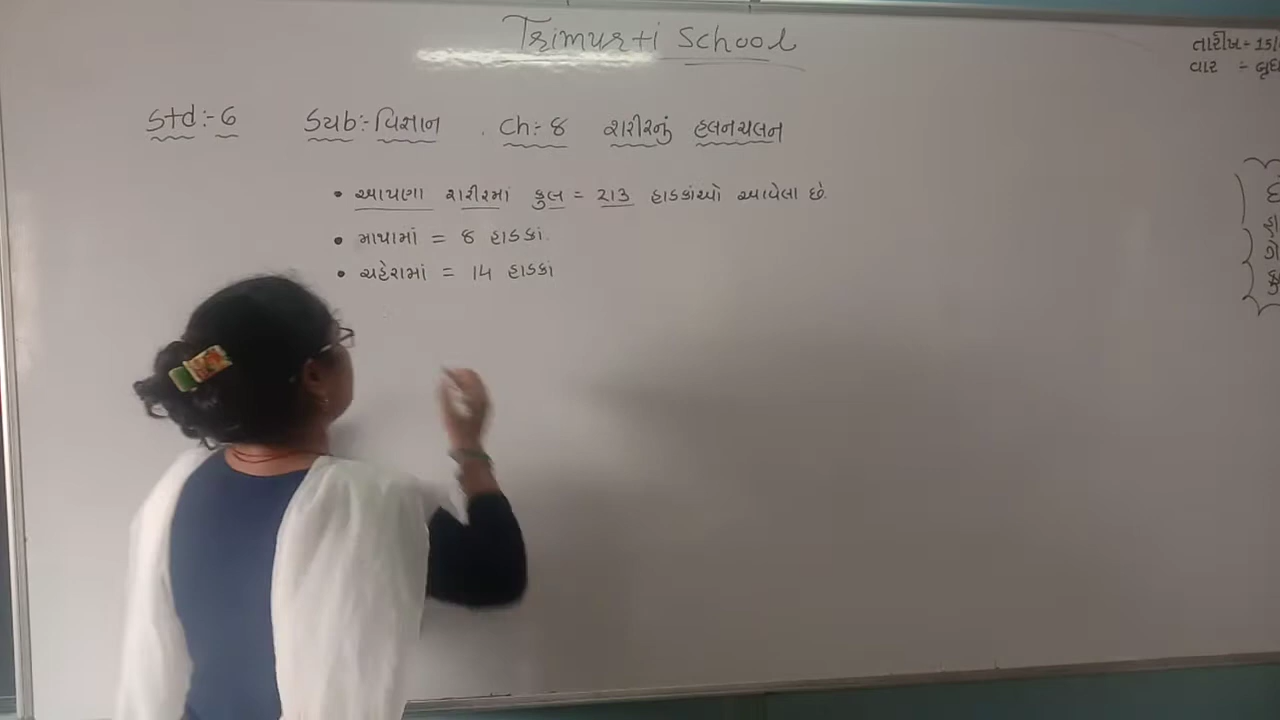 Trimurti School
તારીખ÷ 15/
વાર ÷ બુધ
Std:- 6 Sub:- વિજ્ઞાન . Ch:- 8 શરીરનું હલનચલન
• આપણા શરીરમાં કુલ = 213 હાડકાંઓ આવેલા છે.
• માથામાં = 8 હાડકાં.
• ચહેરામાં = 14 હાડકાં